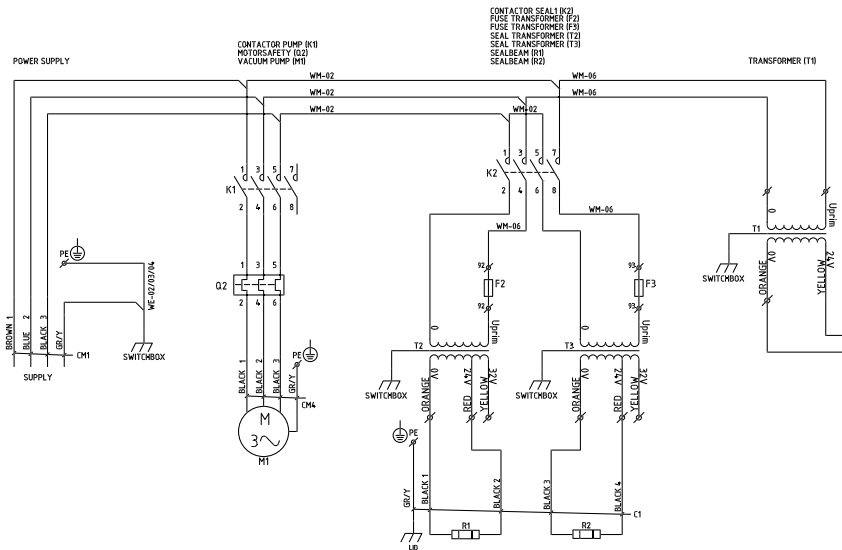 CONTACTOR SEAL1 (K2)
FUSE TRANSFORMER (F2)
FUSE TRANSFORMER (F3)
SEAL TRANSFORMER (T2)
SEAL TRANSFORMER (T3)
SEALBEAM (R1)
SEALBEAM (R2)
CONTACTOR PUMP (K1)
MOTORSAFETY (Q2)
VACUUM PUMP (M1)
POWER SUPPLY
TRANSFORMER (T1)
WM-02
WM-06
WM-02
WM-06
WM-02
WM-02
1 3 5 7
K1
2 4 6 8
1 3 5 7
K2
2 4 6 8
WM-06
WM-06
0
Uprim
T1
SWITCHBOX
ORANGE
0V
24V
YELLOW
PE
WE-02/03/04
SWITCHBOX
1 3 5
Q2
2 4 6
92
F2
92
93
F3
93
0
Uprim
T2
SWITCHBOX
0
Uprim
T3
SWITCHBOX
BROWN 1
BLUE 2
BLACK 3
GR/Y
CM1
SUPPLY
BLACK 1
BLACK 2
BLACK 3
GR/Y
PE
CM4
M
3
M1
ORANGE
0V
24V
RED
32V
YELLOW
ORANGE
0V
24V
RED
32V
YELLOW
PE
GR/Y
BLACK 1
BLACK 2
BLACK 3
BLACK 4
C1
R1
R2
LID